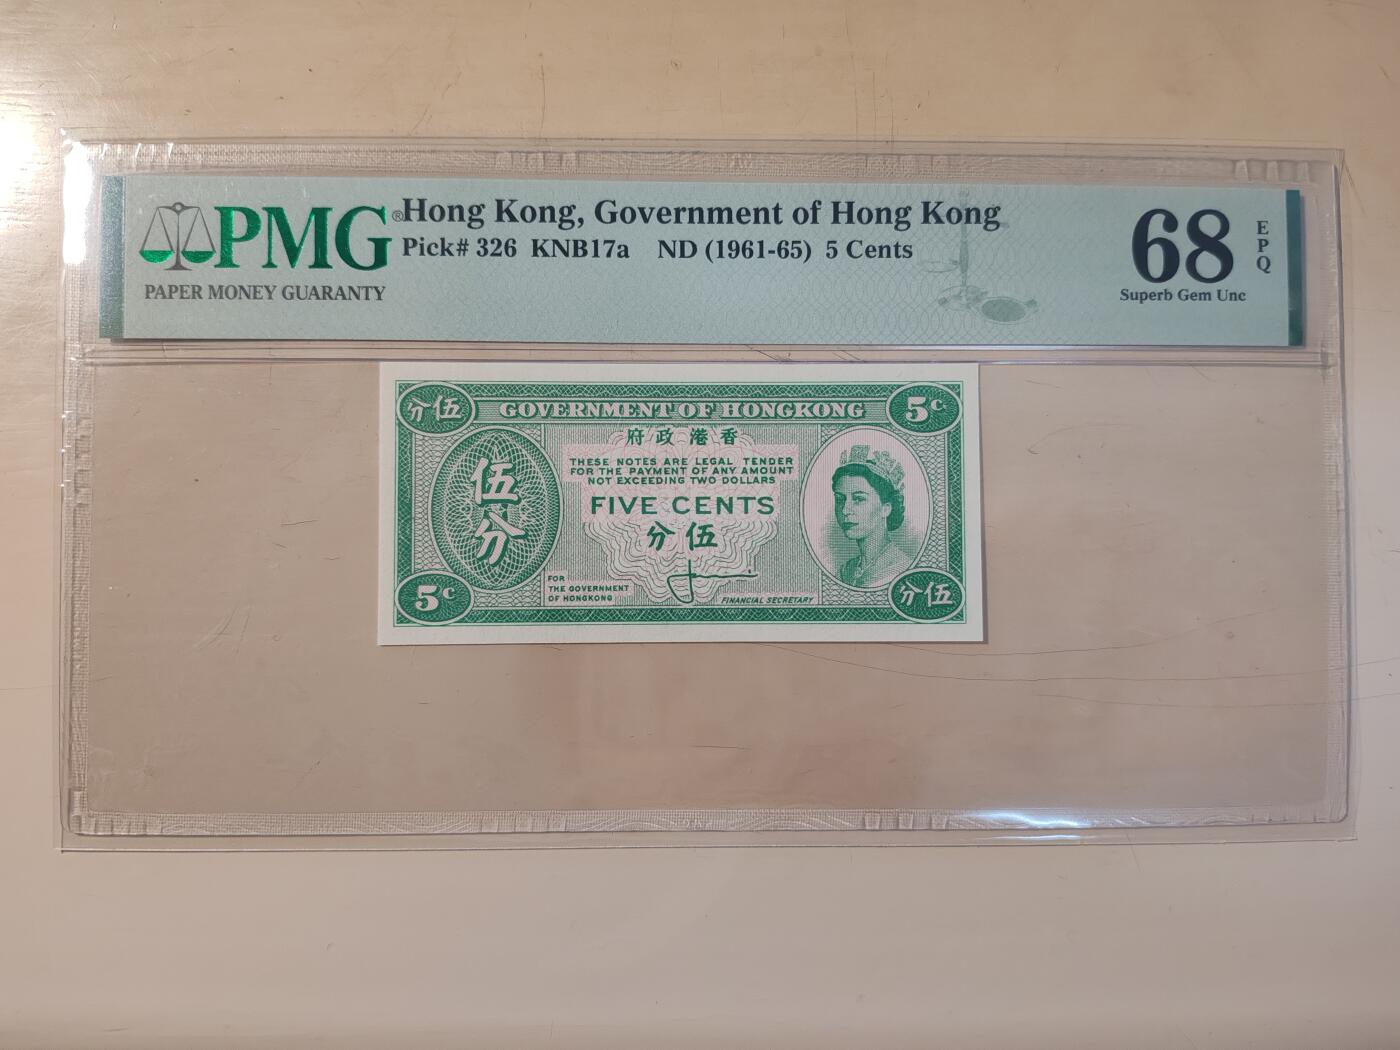 PMG®
PAPER MONEY GUARANTY
Hong Kong, Government of Hong Kong
Pick# 326 KNB17a ND (1961-65) 5 Cents
68
EPQ
Superb Gem Unc
分伍
GOVERNMENT OF HONGKONG
5¢
府政港香
THESE NOTES ARE LEGAL TENDER
FOR THE PAYMENT OF ANY AMOUNT
NOT EXCEEDING TWO DOLLARS
伍分
FIVE CENTS
分伍
FOR
THE GOVERNMENT
OF HONGKONG
FINANCIAL SECRETARY
5¢
分伍